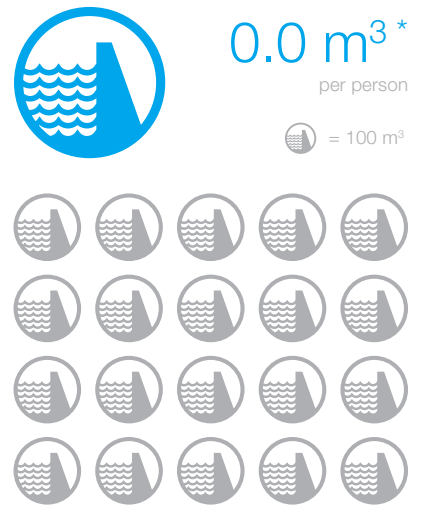 0.0 m³ *
per person
= 100 m³